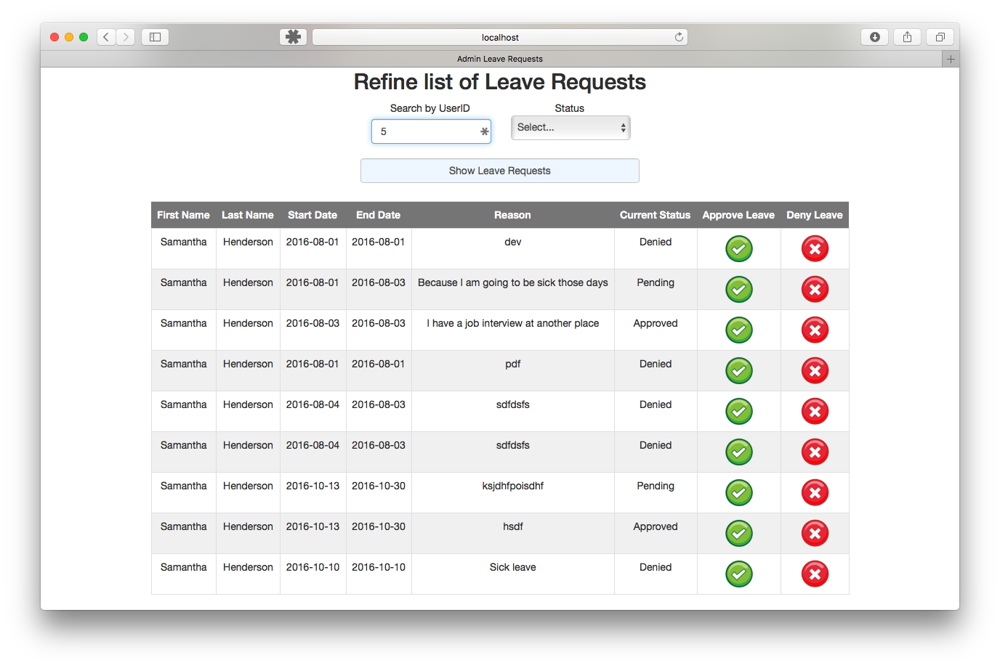 localhost
Admin Leave Requests
Refine list of Leave Requests
Search by UserID Status
5 Select...
Show Leave Requests
First Name Last Name Start Date End Date Reason Current Status Approve Leave Deny Leave
Samantha Henderson 2016-08-01 2016-08-01 dev Denied
Samantha Henderson 2016-08-01 2016-08-03 Because I am going to be sick those days Pending
Samantha Henderson 2016-08-03 2016-08-03 I have a job interview at another place Approved
Samantha Henderson 2016-08-01 2016-08-01 pdf Denied
Samantha Henderson 2016-08-04 2016-08-03 sdfdsfs Denied
Samantha Henderson 2016-08-04 2016-08-03 sdfdsfs Denied
Samantha Henderson 2016-10-13 2016-10-30 ksjdhfpoisdhf Pending
Samantha Henderson 2016-10-13 2016-10-30 hsdf Approved
Samantha Henderson 2016-10-10 2016-10-10 Sick leave Denied